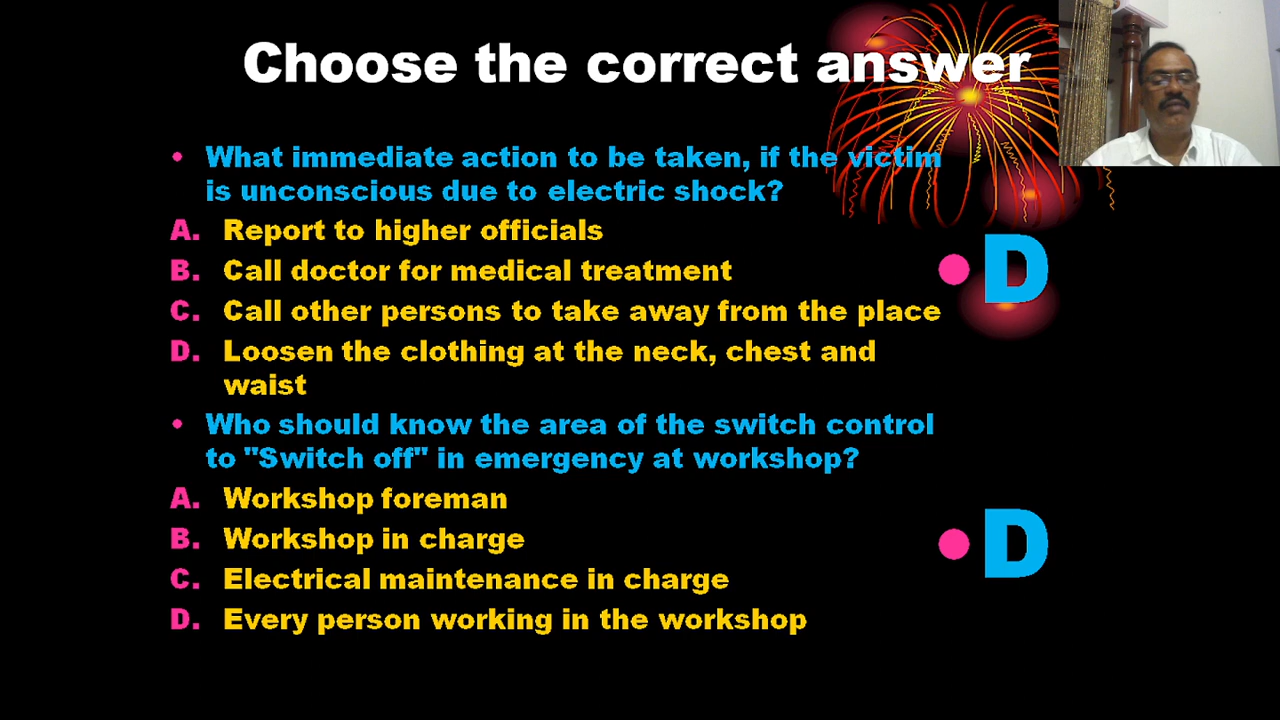 Choose the correct answer
• What immediate action to be taken, if the victim
is unconscious due to electric shock?
A. Report to higher officials
B. Call doctor for medical treatment
C. Call other persons to take away from the place
D. Loosen the clothing at the neck, chest and
waist
• D
• Who should know the area of the switch control
to "Switch off" in emergency at workshop?
A. Workshop foreman
B. Workshop in charge
C. Electrical maintenance in charge
D. Every person working in the workshop
• D